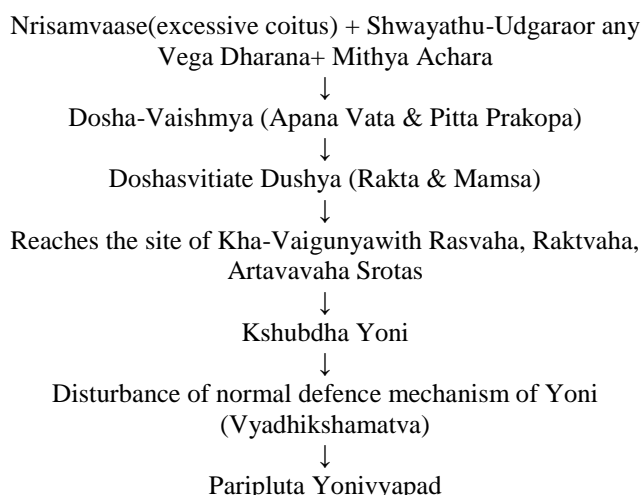 Nrisamvaase(excessive coitus) + Shwayathu-Udgaraor any
Vega Dharana+ Mithya Achara
↓
Dosha-Vaishmya (Apana Vata & Pitta Prakopa)
↓
Doshasvitiate Dushya (Rakta & Mamsa)
↓
Reaches the site of Kha-Vaigunyawith Rasvaha, Raktvaha,
Artavavaha Srotas
↓
Kshubdha Yoni
↓
Disturbance of normal defence mechanism of Yoni
(Vyadhikshamatva)
↓
Paripluta Yonivyapad